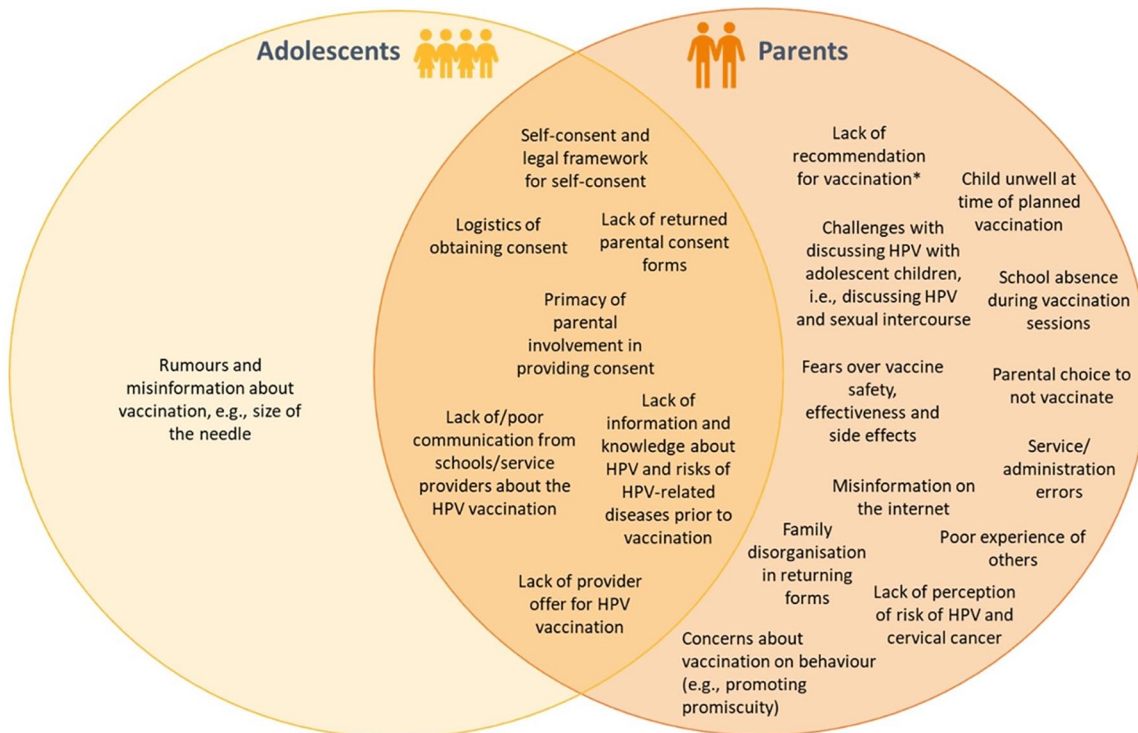 Adolescents
Parents
Rumours and
misinformation about
vaccination, e.g., size of
the needle
Self-consent and
legal framework
for self-consent
Logistics of
obtaining consent
Lack of returned
parental consent
forms
Primacy of
parental
involvement in
providing consent
Lack of/poor
communication from
schools/service
providers about the
HPV vaccination
Lack of
information and
knowledge about
HPV and risks of
HPV-related
diseases prior to
vaccination
Lack of provider
offer for HPV
vaccination
Lack of
recommendation
for vaccination*
Child unwell at
time of planned
vaccination
Challenges with
discussing HPV with
adolescent children,
i.e., discussing HPV
and sexual intercourse
School absence
during vaccination
sessions
Fears over vaccine
safety,
effectiveness and
side effects
Parental choice to
not vaccinate
Service/
administration
errors
Misinformation on
the internet
Family
disorganisation
in returning
forms
Poor experience of
others
Lack of perception
of risk of HPV and
cervical cancer
Concerns about
vaccination on behaviour
(e.g., promoting
promiscuity)